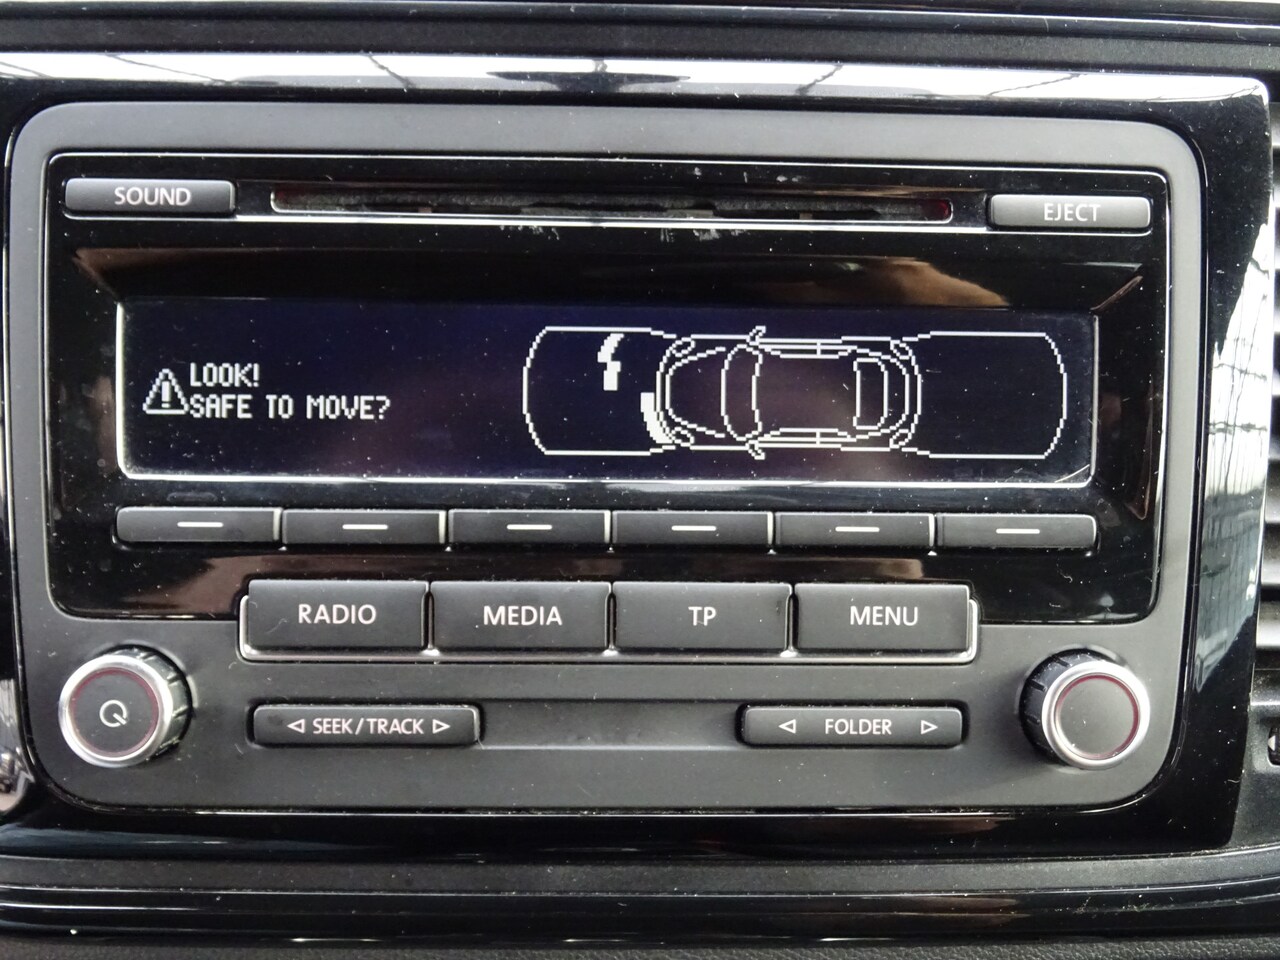 SOUND
EJECT
LOOK!
SAFE TO MOVE?
RADIO
MEDIA
TP
MENU
SEEK/TRACK
FOLDER